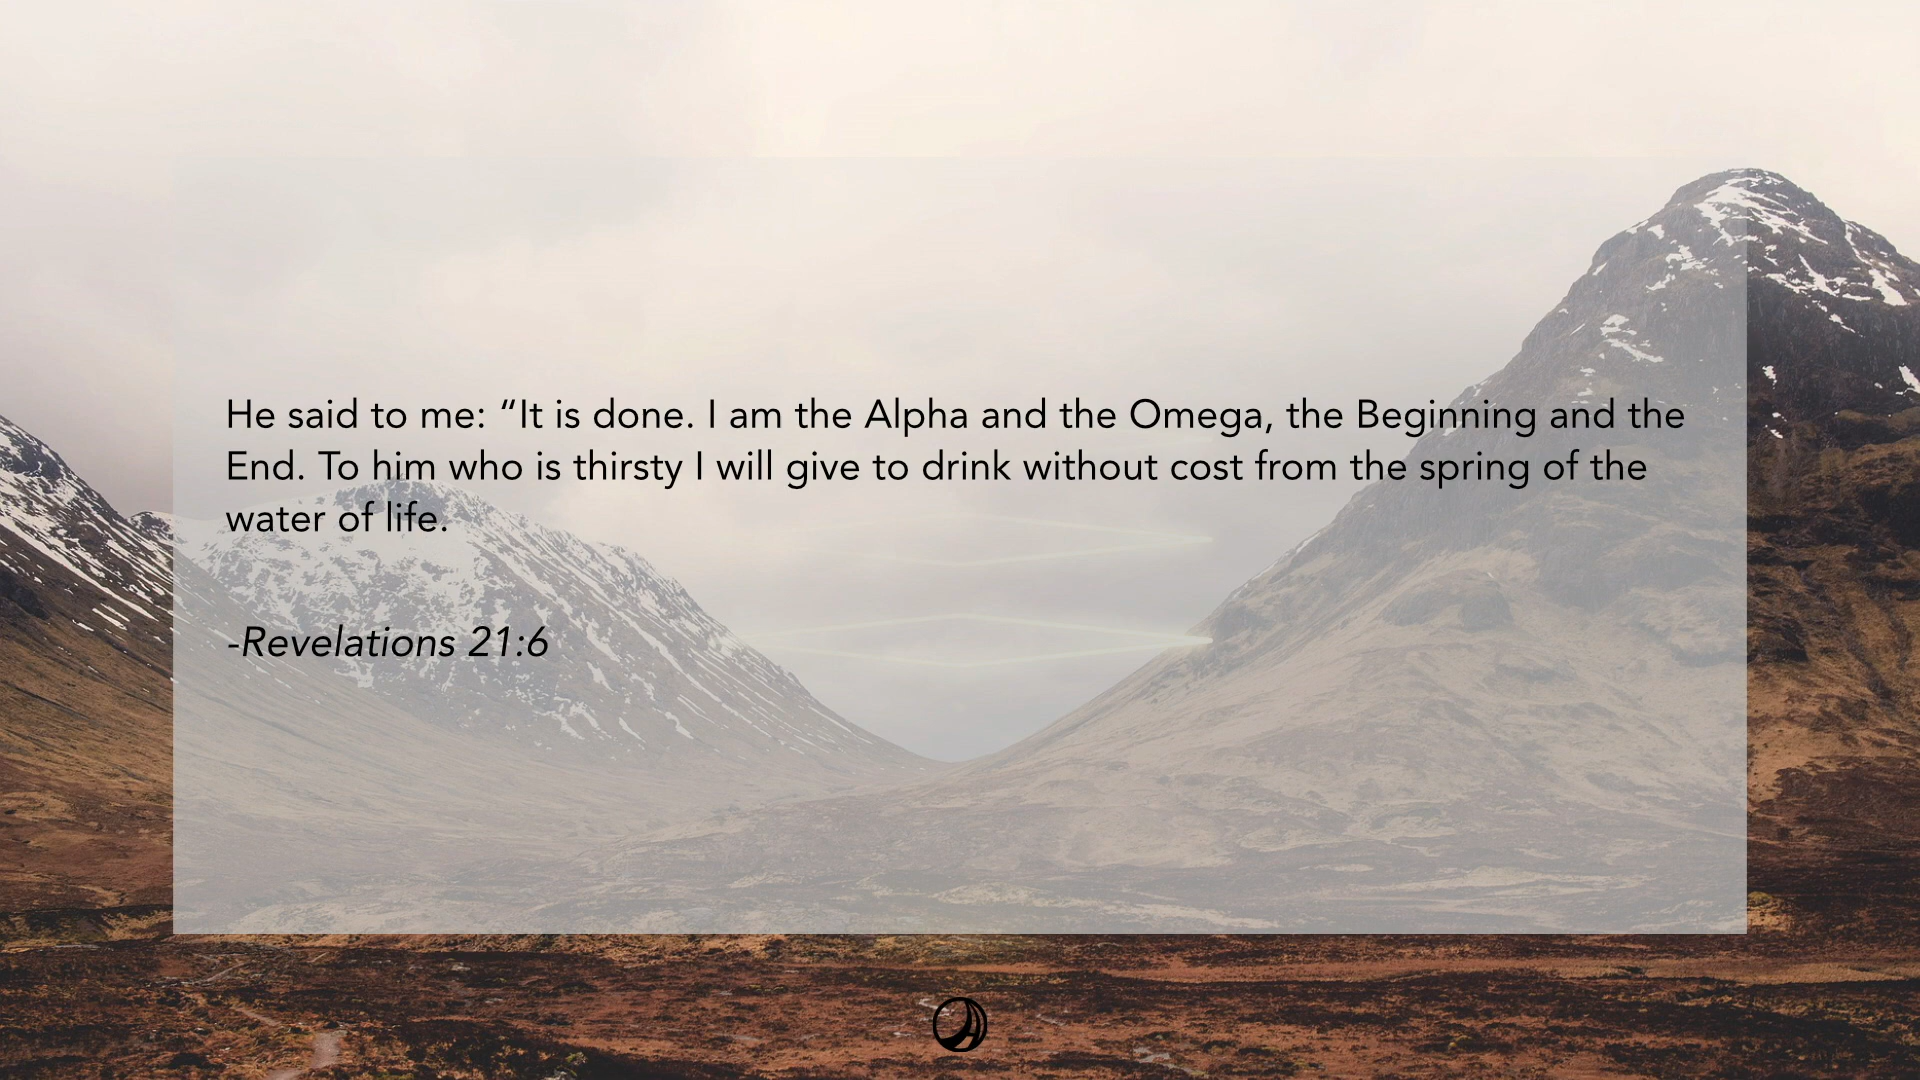 He said to me: “It is done. I am the Alpha and the Omega, the Beginning and the
End. To him who is thirsty I will give to drink without cost from the spring of the
water of life.
-Revelations 21:6